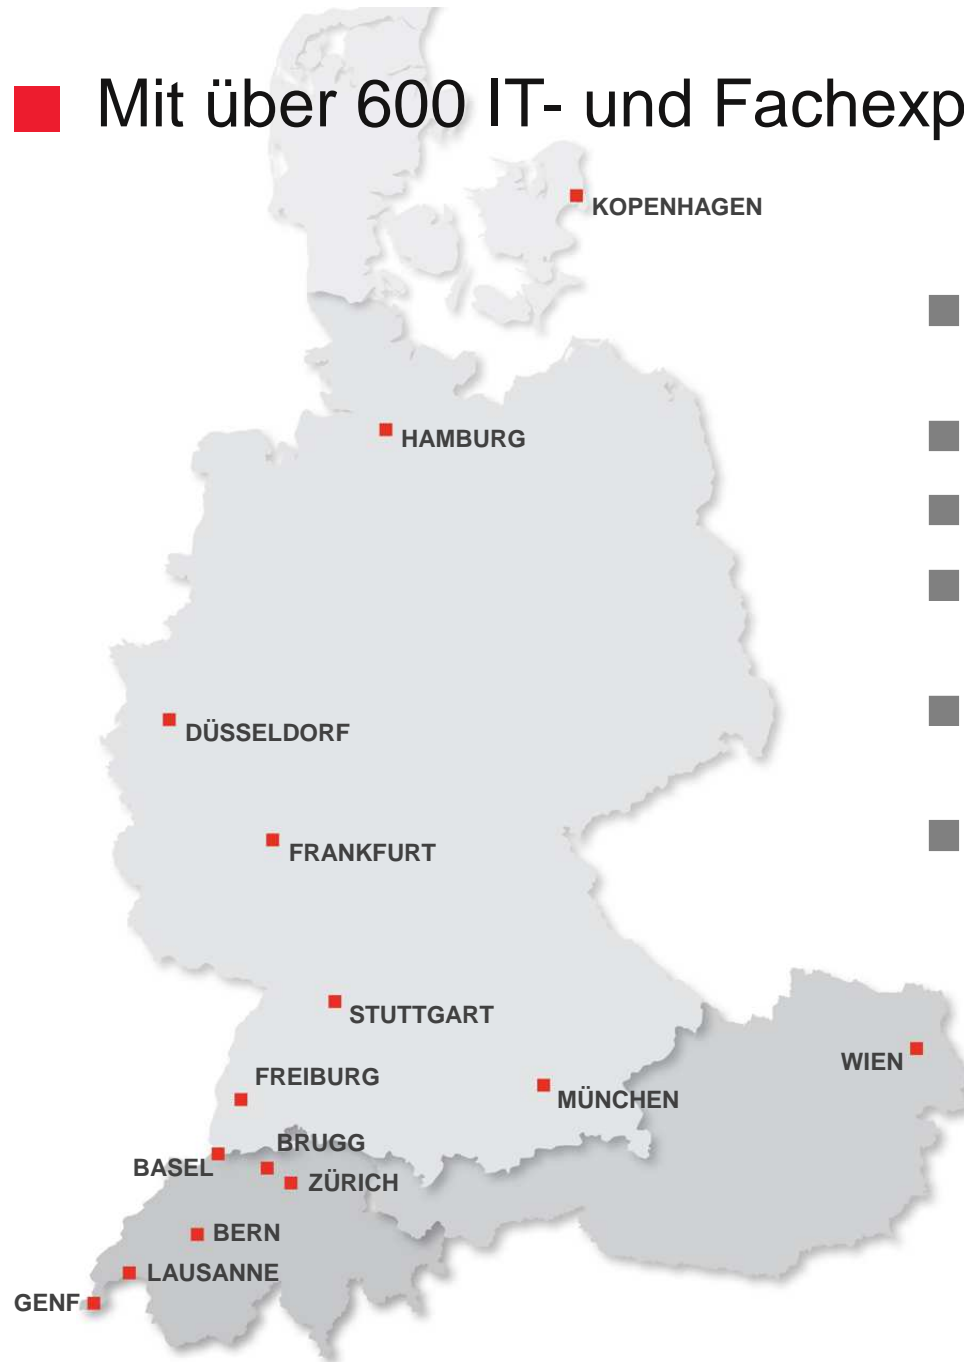 Mit über 600 IT- und Fachexp
KOPENHAGEN
HAMBURG
DÜSSELDORF
FRANKFURT
STUTTGART
WIEN
FREIBURG
MÜNCHEN
BRUGG
BASEL
ZÜRICH
BERN
LAUSANNE
GENF